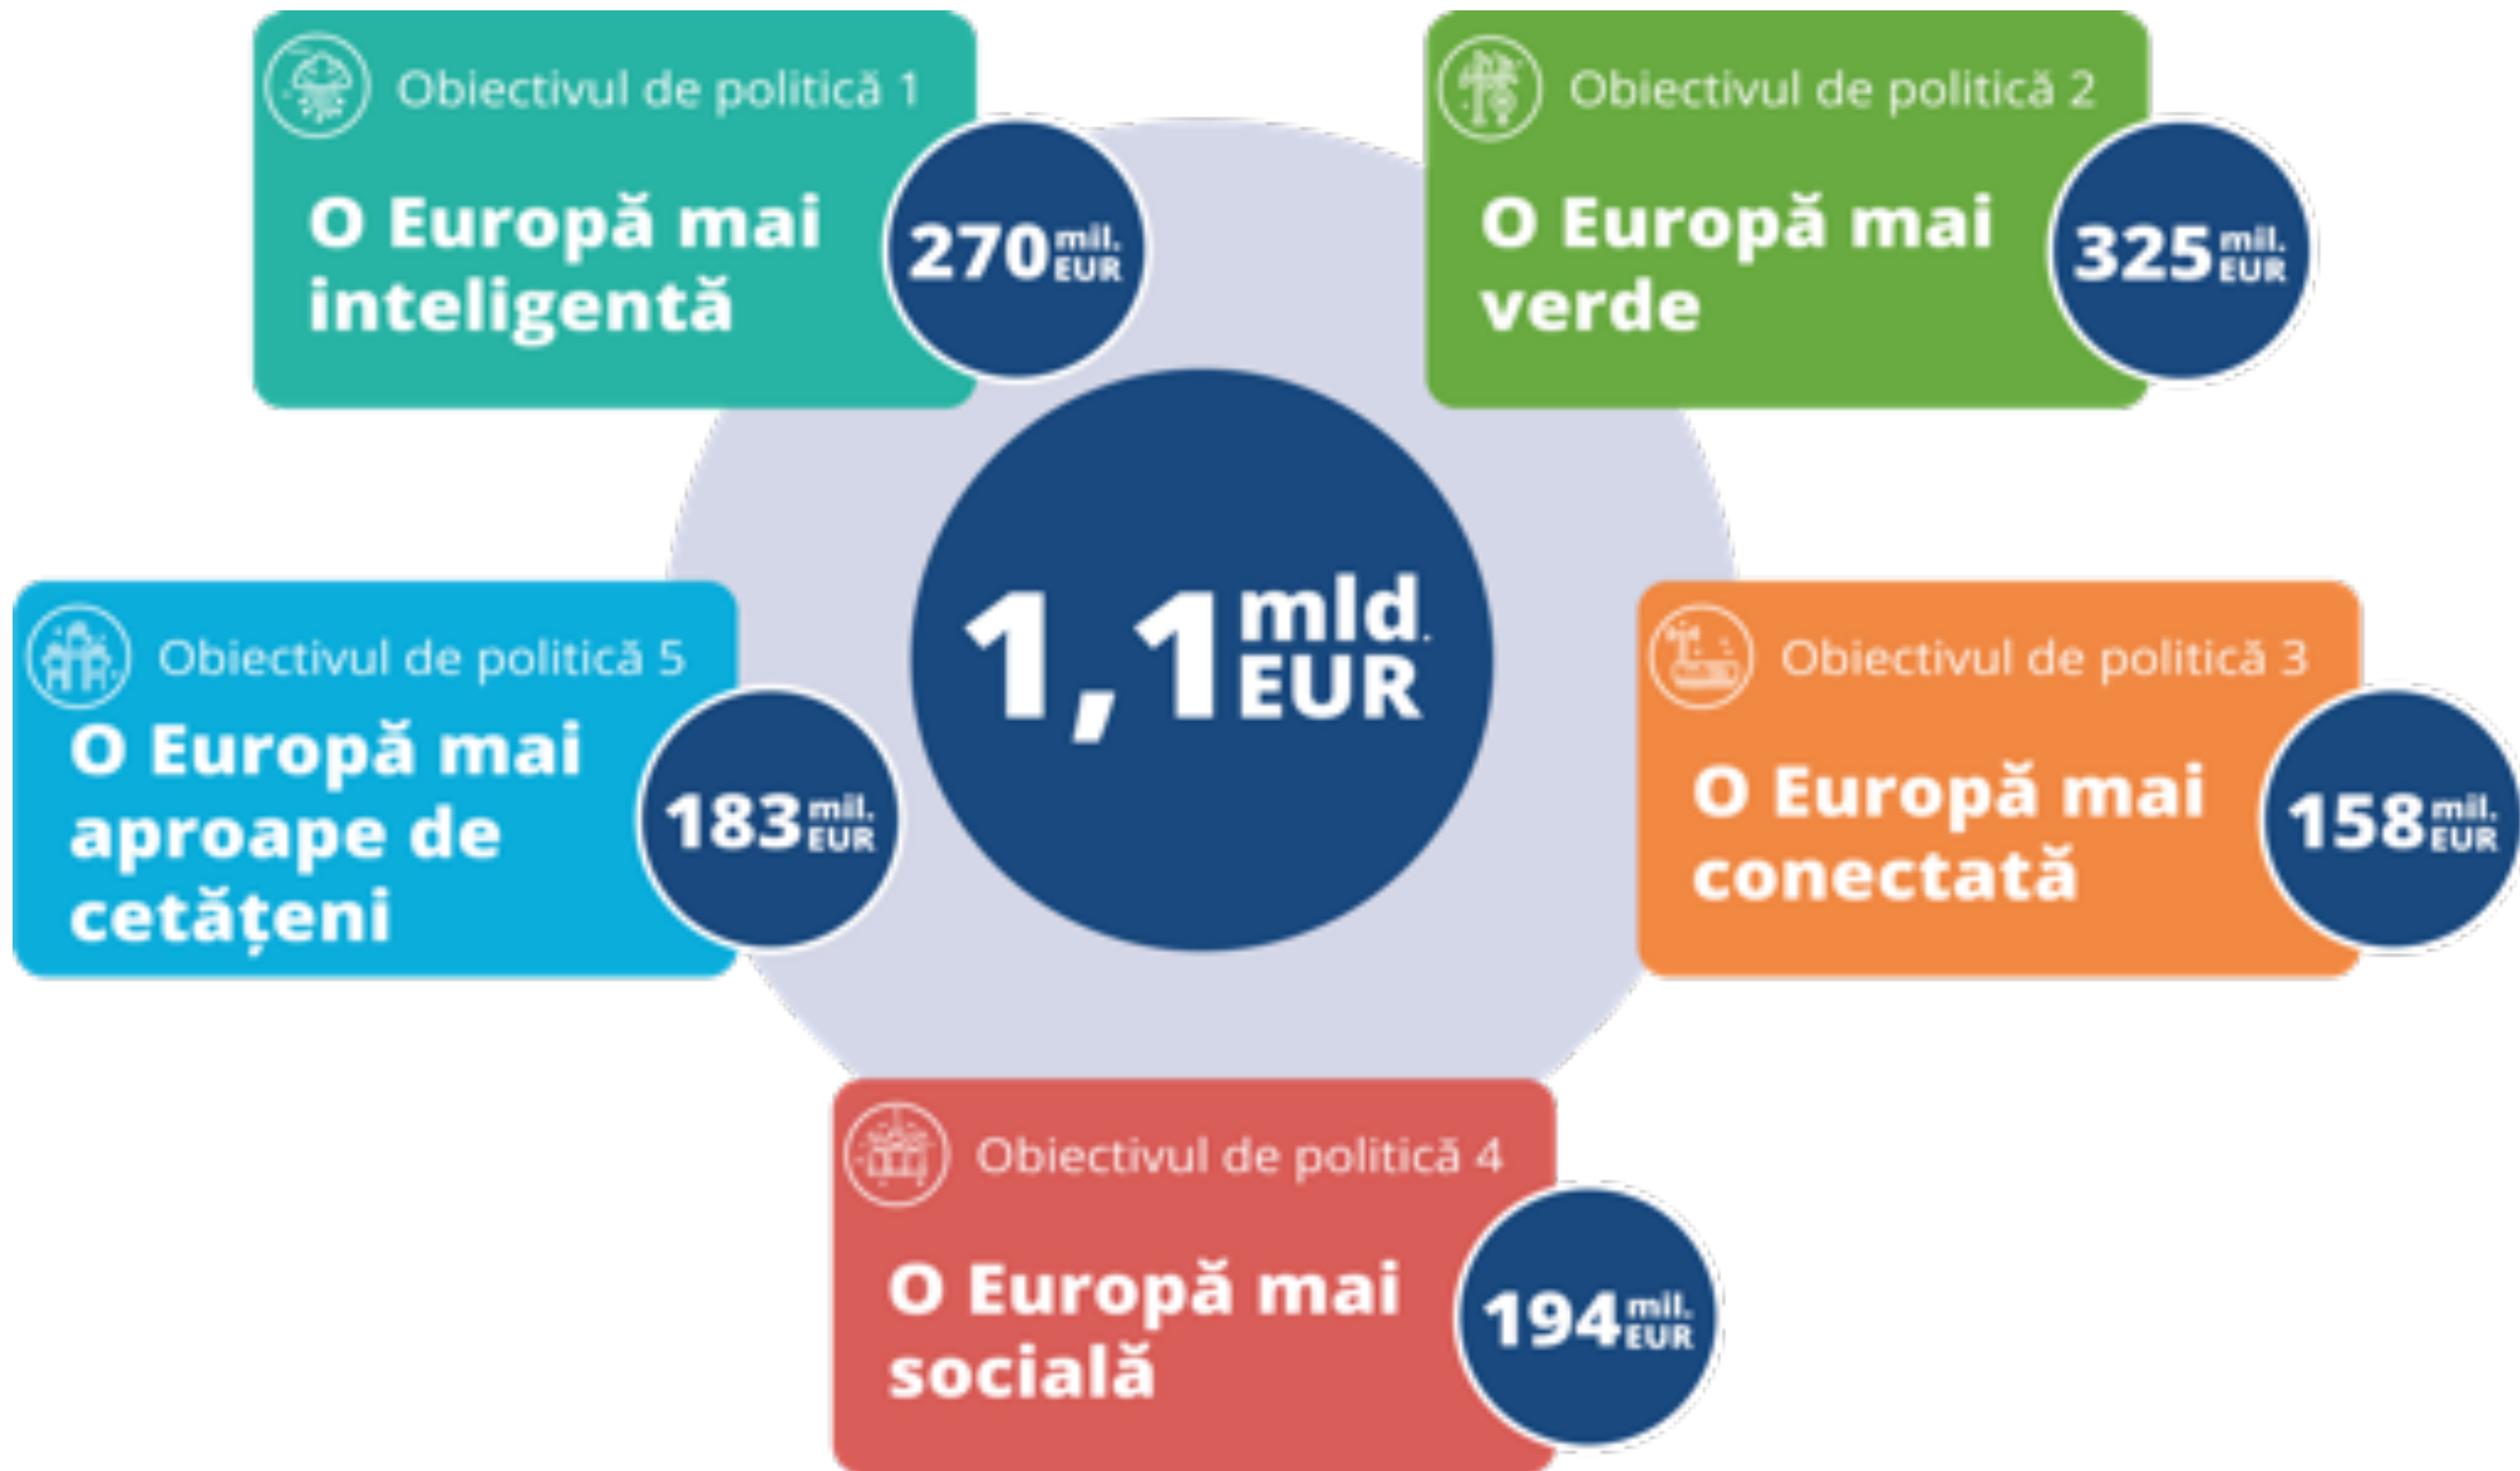 Obiectivul de politică 1
O Europă mai
inteligentă
270 mil.
EUR
Obiectivul de politică 2
O Europă mai
verde
325 mil.
EUR
1,1 mld.
EUR
Obiectivul de politică 5
O Europă mai
aproape de
cetățeni
183 mil.
EUR
Obiectivul de politică 3
O Europă mai
conectată
158 mil.
EUR
Obiectivul de politică 4
O Europă mai
socială
194 mil.
EUR